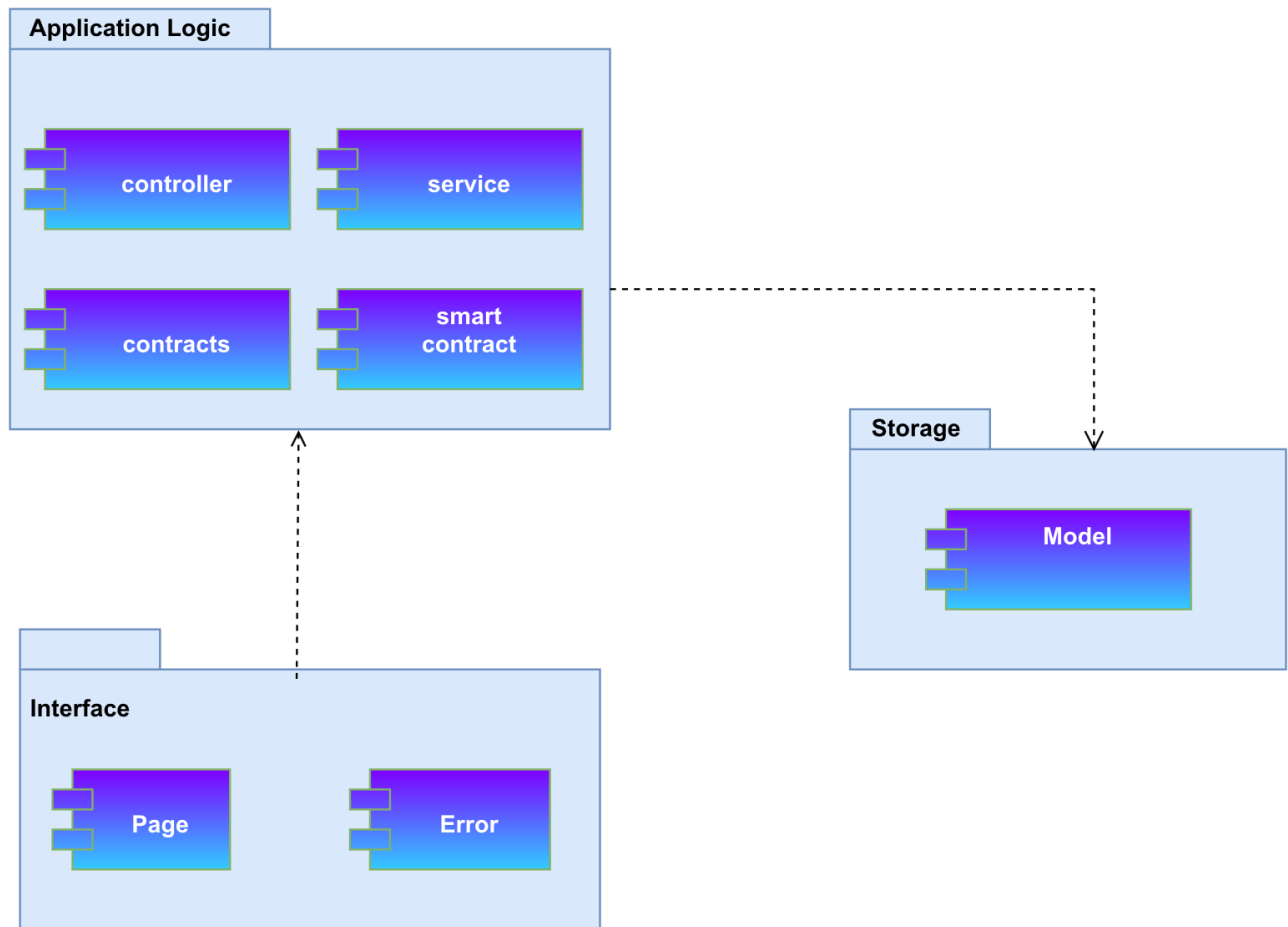 Application Logic
controller
service
contracts
smart
contract
Storage
Model
Interface
Page
Error